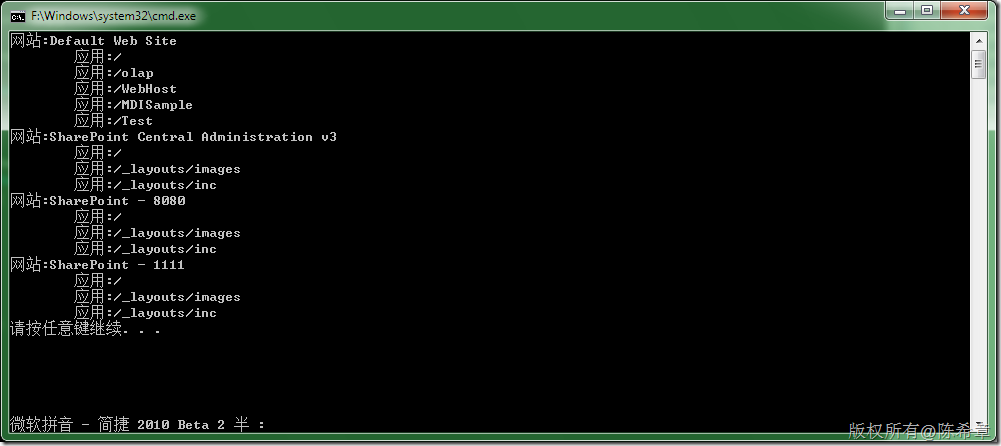 F:\Windows\system32\cmd.exe
网站:Default Web Site
应用:/
应用:/olap
应用:/WebHost
应用:/MDISample
应用:/Test
网站:SharePoint Central Administration v3
应用:/
应用:/_layouts/images
应用:/_layouts/inc
网站:SharePoint - 8080
应用:/
应用:/_layouts/images
应用:/_layouts/inc
网站:SharePoint - 1111
应用:/
应用:/_layouts/images
应用:/_layouts/inc
请按任意键继续. . .
微软拼音 - 简捷 2010 Beta 2 半 :
版权所有@陈希章